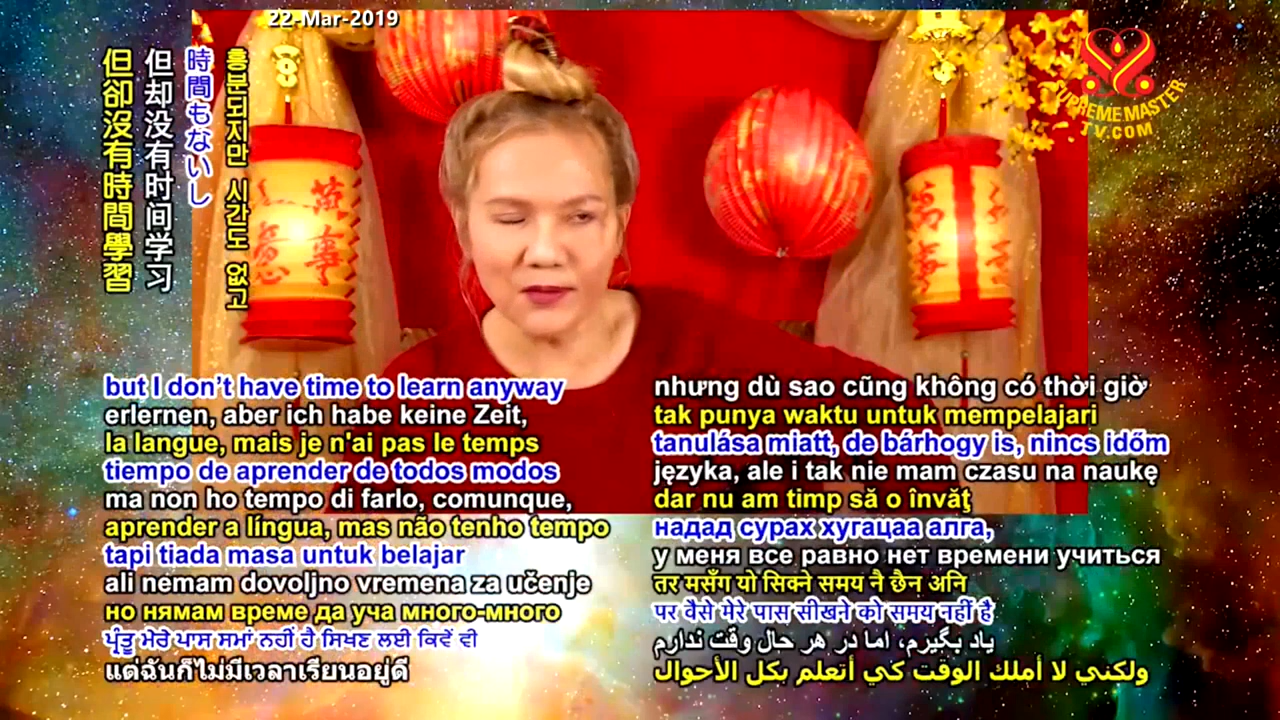 22-Mar-2019
SUPREME MASTER
TV.COM
흥분되지만 시간도 없고
時間もないし
但却没有时间学习
但卻沒有時間學習
but I don't have time to learn anyway
erlernen, aber ich habe keine Zeit,
la langue, mais je n'ai pas le temps
tiempo de aprender de todos modos
ma non ho tempo di farlo, comunque,
aprender a língua, mas não tenho tempo
tapi tiada masa untuk belajar
ali nemam dovoljno vremena za učenje
но нямам време да уча много-много
ਪ੍ਰੰਤੂ ਮੇਰੇ ਪਾਸ ਸਮਾਂ ਨਹੀਂ ਹੈ ਸਿਖਣ ਲਈ ਕਿਵੇਂ ਵੀ
แต่ฉันก็ไม่มีเวลาเรียนอยู่ดี
nhưng dù sao cũng không có thời giờ
tak punya waktu untuk mempelajari
tanulása miatt, de bárhogy is, nincs időm
języka, ale i tak nie mam czasu na naukę
dar nu am timp să o învăţ
надад сурах хугацаа алга,
у меня все равно нет времени учиться
तर मसँग यो सिक्ने समय नै छैन अनि
पर वैसे मेरे पास सीखने को समय नहीं है
یاد بگیرم، اما در هر حال وقت ندارم
ولكنني لا أملك الوقت كي أتعلم بكل الأحوال